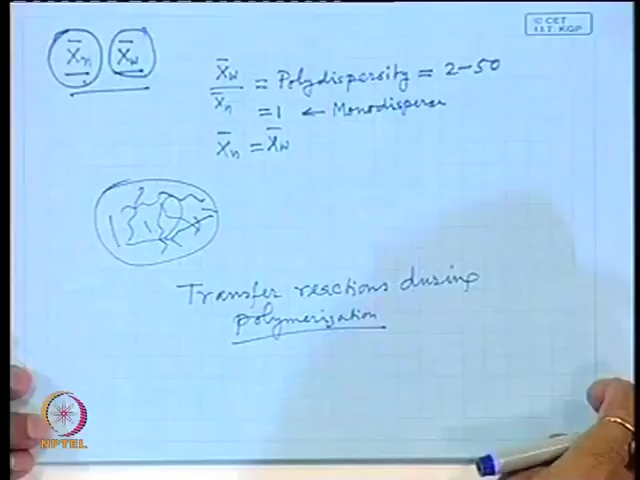 © CET
I.I.T. KGP
X̄n X̄w
X̄w / X̄n = Polydispersity = 2-50
= 1 ← Monodisperse
X̄n = X̄w
Transfer reactions during
polymerization
NPTEL